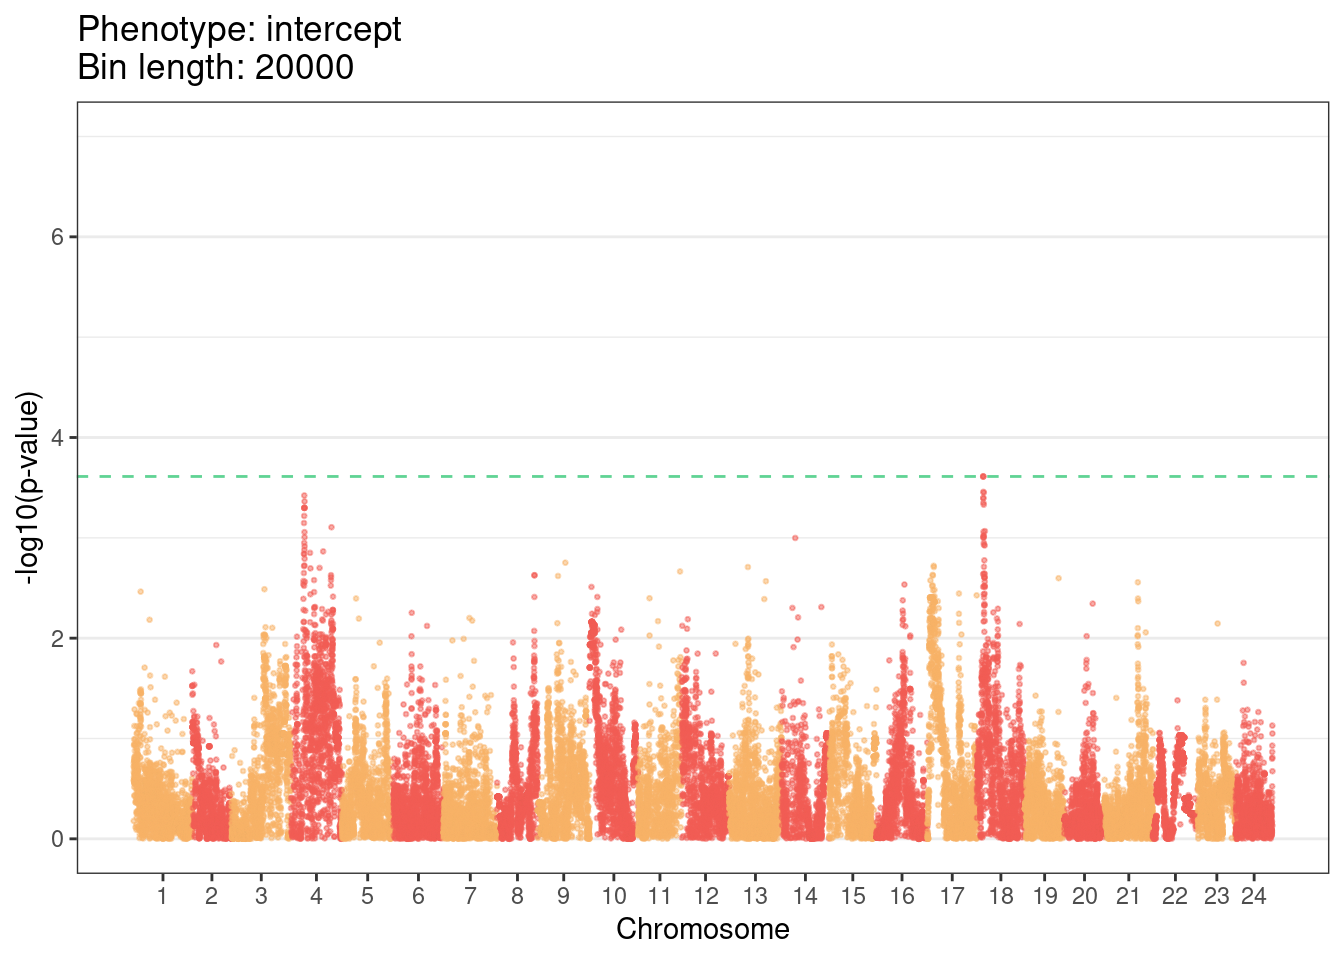 Phenotype: intercept
Bin length: 20000
-log10(p-value)
6
4
2
0
1 2 3 4 5 6 7 8 9 10 11 12 13 14 15 16 17 18 19 20 21 22 23 24
Chromosome